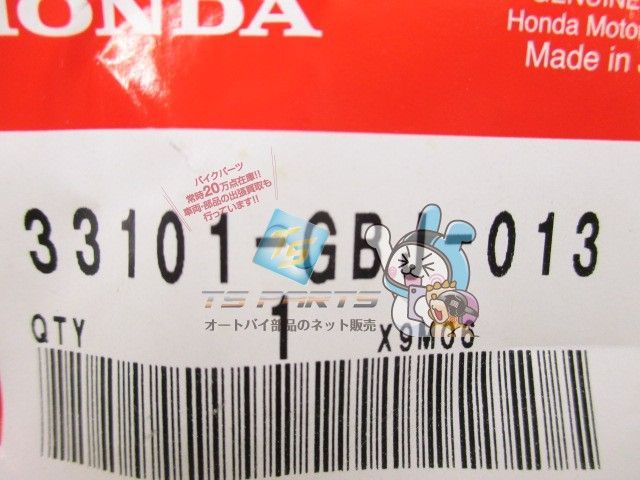 HONDA
GENUINE
Honda Motor
Made in
バイクパーツ
常時20万点在庫!!
車両・部品の出張買取も
行っています!!
33101-GB -013
TS
TS PARTS
オートバイ部品のネット販売
QTY 1